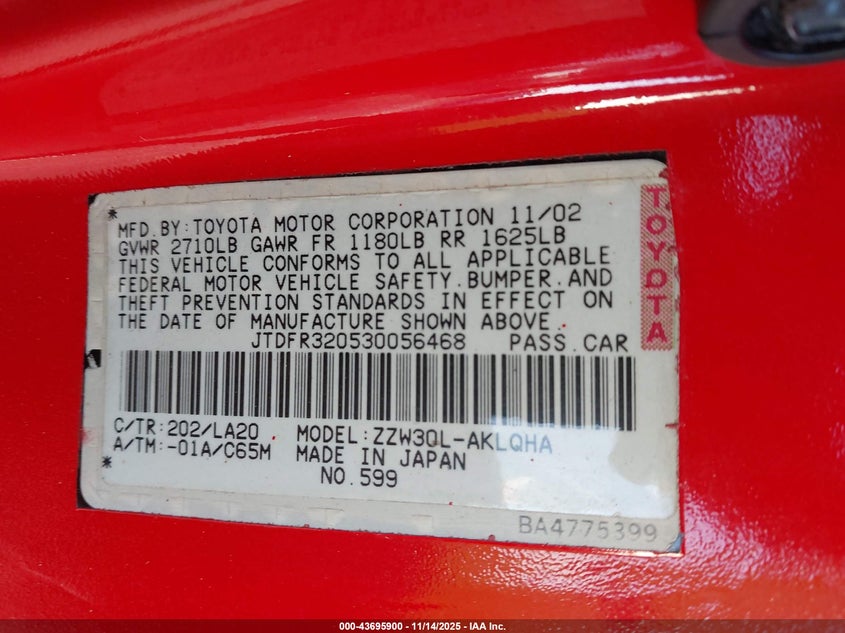 MFD.BY:TOYOTA MOTOR CORPORATION 11/02
GVWR 2710LB GAWR FR 1180LB RR 1625LB
THIS VEHICLE CONFORMS TO ALL APPLICABLE
FEDERAL MOTOR VEHICLE SAFETY.BUMPER.AND
THEFT PREVENTION STANDARDS IN EFFECT ON
THE DATE OF MANUFACTURE SHOWN ABOVE.
JTDFR320530056468 PASS.CAR
C/TR:202/LA20 MODEL:ZZW30L-AKLQHA
A/TM:-01A/C65M MADE IN JAPAN
NO.599
BA4775399
TOYOTA
000-43695900 - 11/14/2025 - IAA Inc.